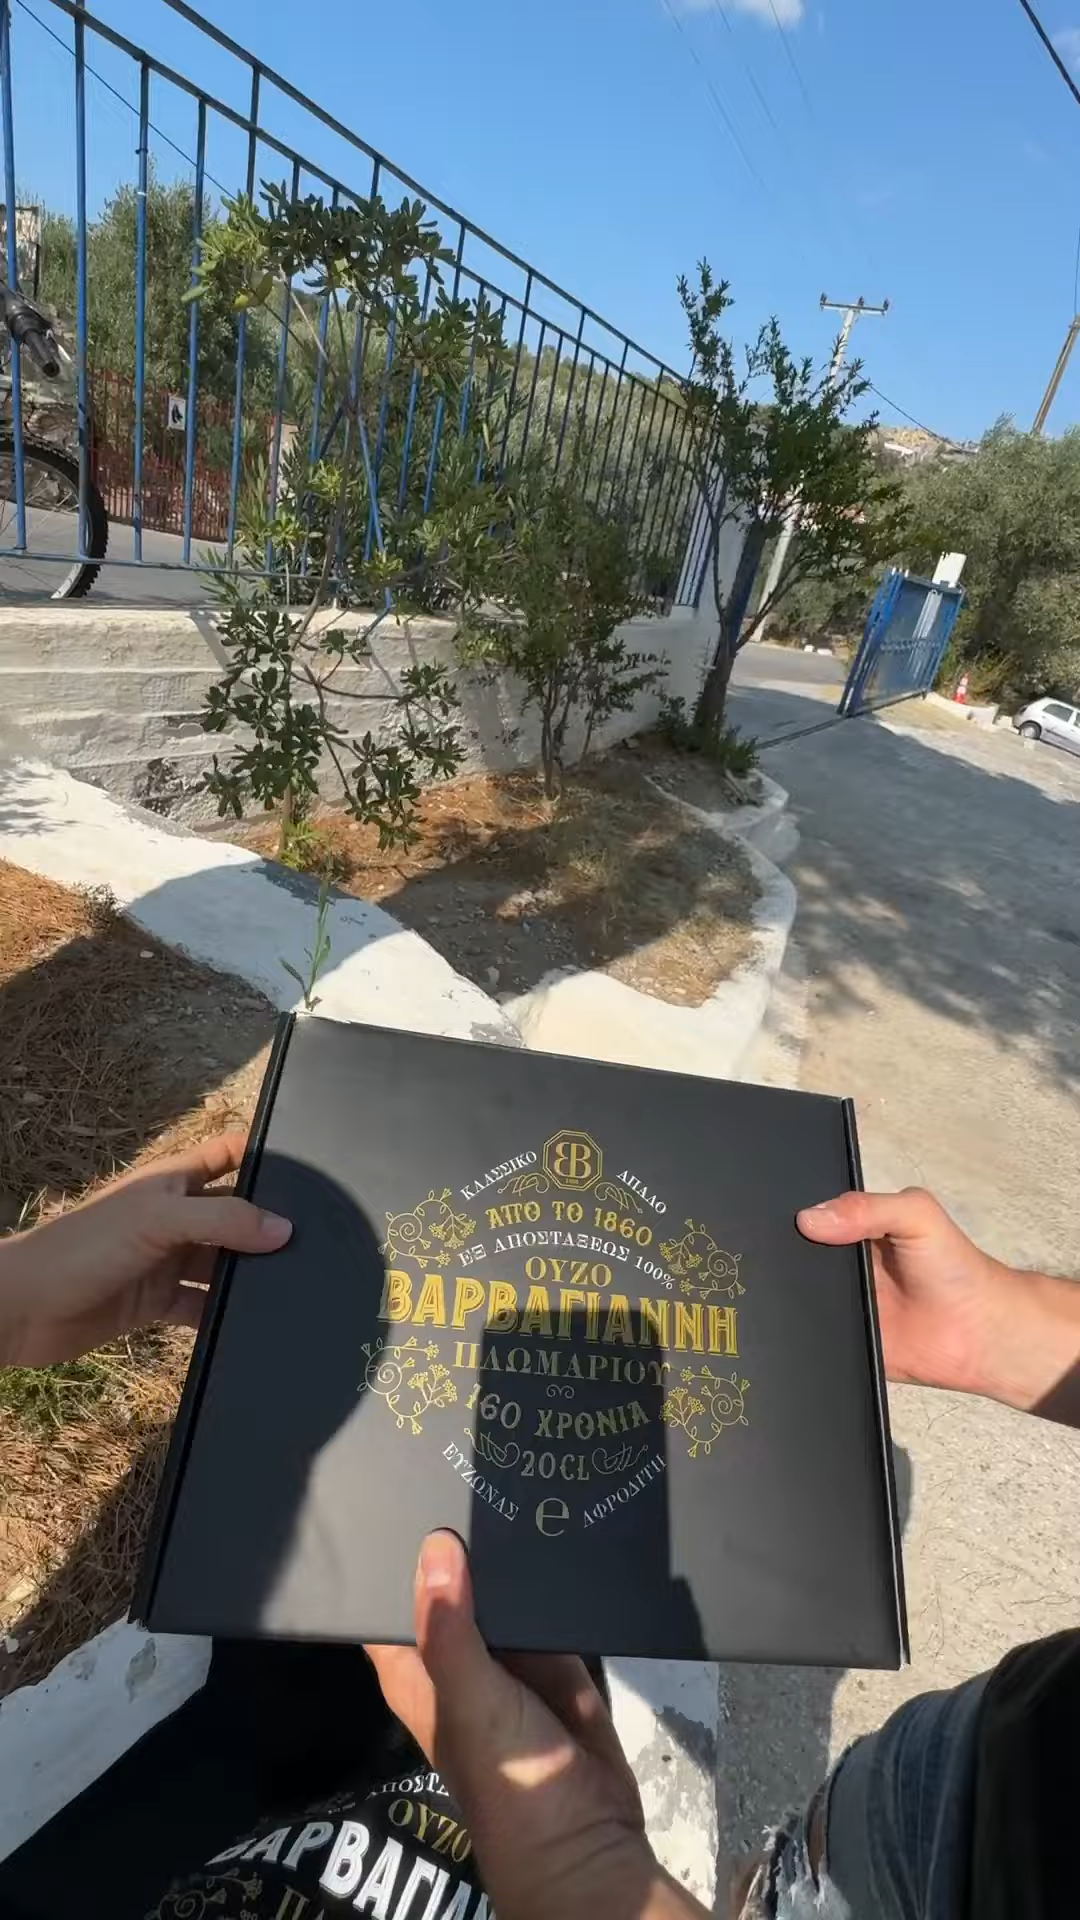 ΚΛΑΣΣΙΚΟ ΑΠΑΛΟ
ΑΠΟ ΤΟ 1860
ΕΞ ΑΠΟΣΤΑΞΕΩΣ 100%
ΟΥΖΟ
ΒΑΡΒΑΓΙΑΝΝΗ
ΠΛΩΜΑΡΙΟΥ
160 ΧΡΟΝΙΑ
20CL
ΕΥΖΩΝΑΣ e ΑΦΡΟΔΙΤΗ
ΟΥΖΟ